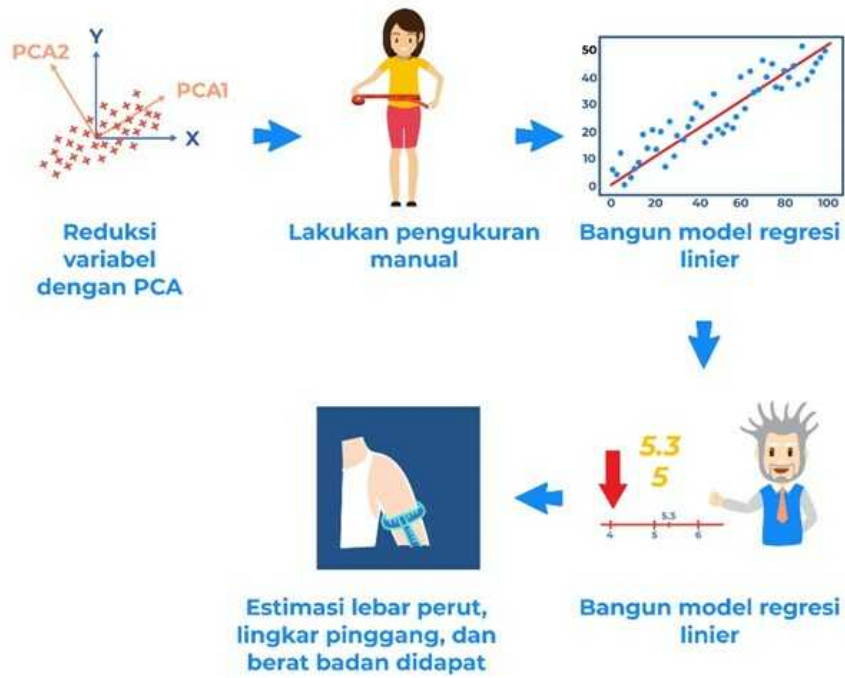 PCA2
Y
PCA1
X
Reduksi
variabel
dengan PCA
Lakukan pengukuran
manual
50
40
30
20
10
0
0 20 40 60 80 100
Bangun model regresi
linier
5.3
5
5.3
4 5 6
Bangun model regresi
linier
Estimasi lebar perut,
lingkar pinggang, dan
berat badan didapat